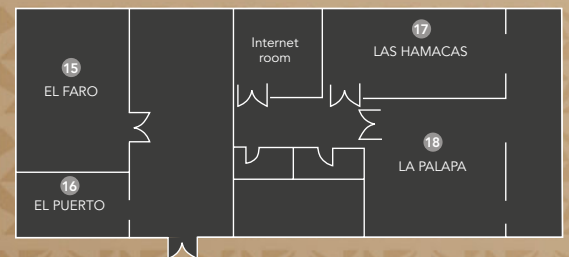 15
EL FARO
16
EL PUERTO
Internet
room
17
LAS HAMACAS
18
LA PALAPA